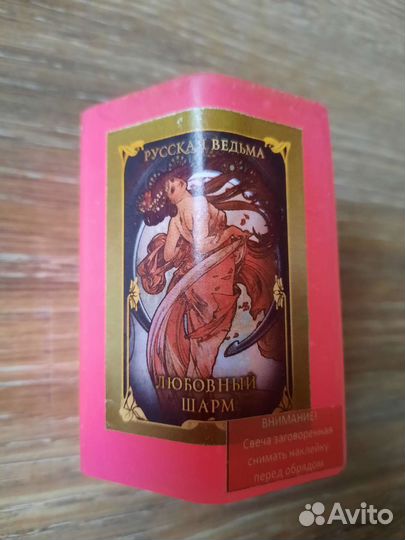 РУССКАЯ ВЕДЬМА
ЛЮБОВНЫЙ
ШАРМ
ВНИМАНИЕ!
Свеча заговоренная
снимать наклейку
перед обрядом
Avito